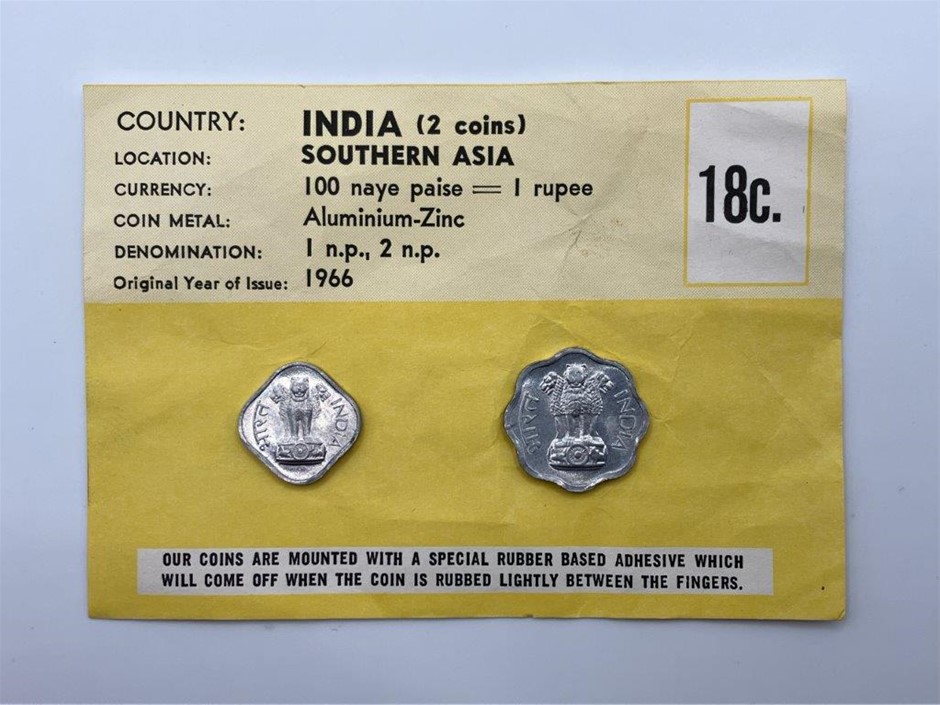 COUNTRY: INDIA (2 coins)
LOCATION: SOUTHERN ASIA
CURRENCY: 100 naye paise = 1 rupee
COIN METAL: Aluminium-Zinc
DENOMINATION: 1 n.p., 2 n.p.
Original Year of Issue: 1966
18c.
भारत INDIA
भारत INDIA
OUR COINS ARE MOUNTED WITH A SPECIAL RUBBER BASED ADHESIVE WHICH
WILL COME OFF WHEN THE COIN IS RUBBED LIGHTLY BETWEEN THE FINGERS.